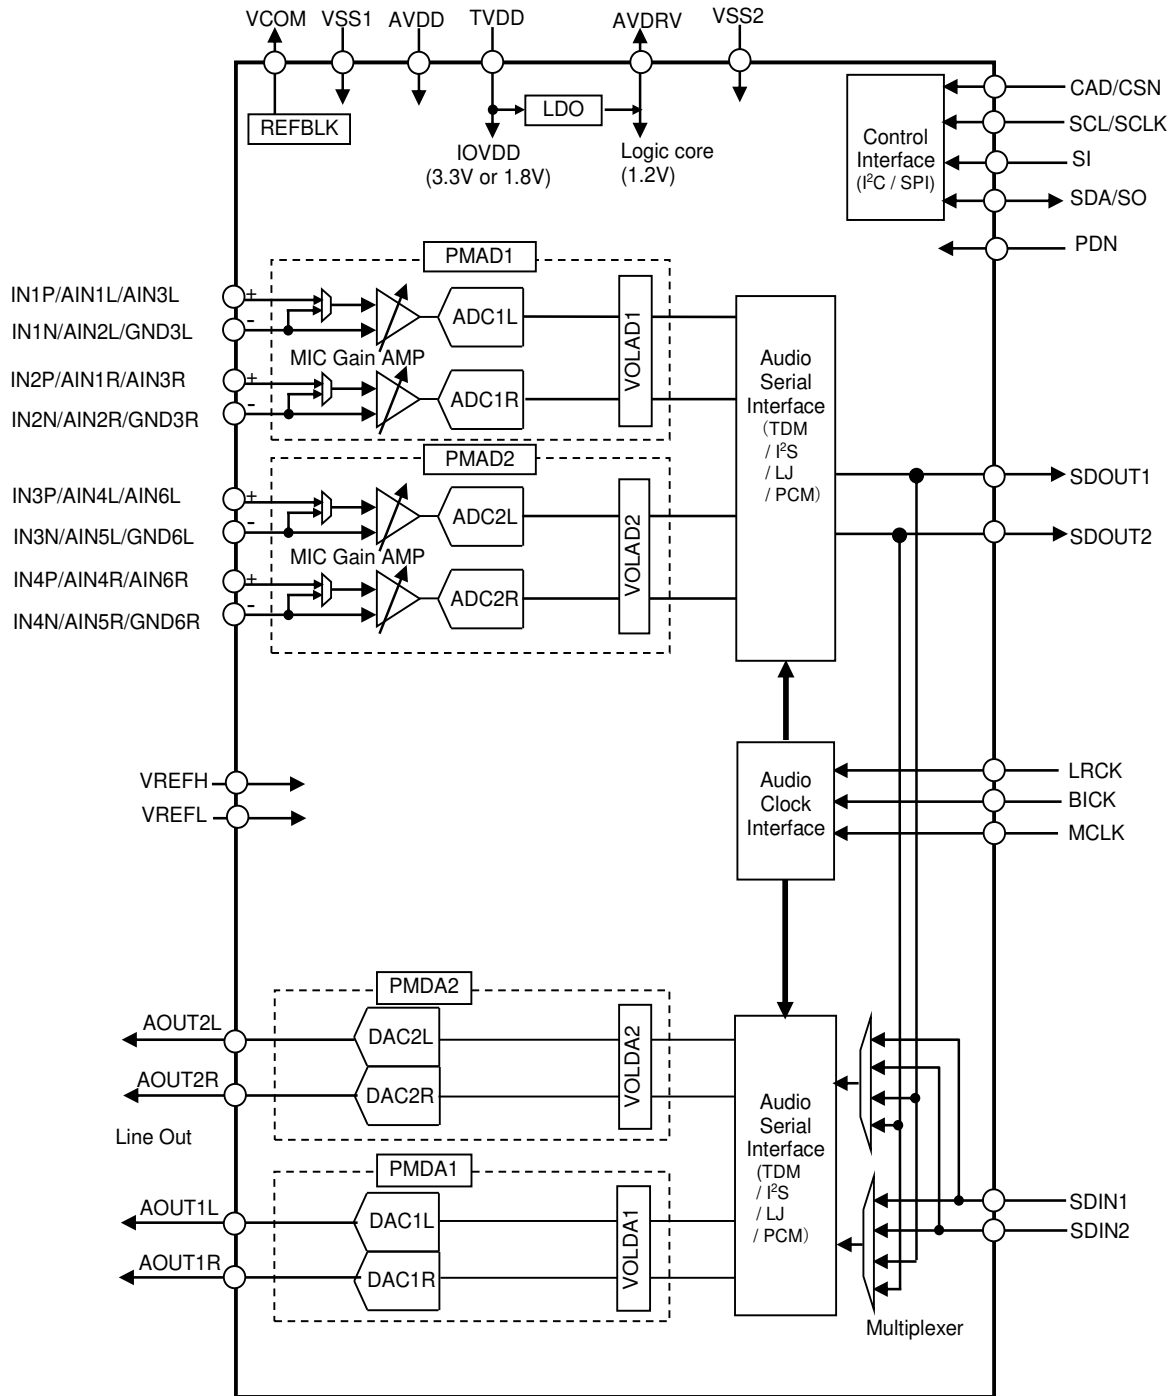 VCOM VSS1 AVDD TVDD AVDRV VSS2
REFBLK
LDO
IOVDD
(3.3V or 1.8V)
Logic core
(1.2V)
Control
Interface
(I²C / SPI)
CAD/CSN
SCL/SCLK
SI
SDA/SO
PDN
PMAD1
IN1P/AIN1L/AIN3L
+
IN1N/AIN2L/GND3L
-
ADC1L
MIC Gain AMP
IN2P/AIN1R/AIN3R
+
IN2N/AIN2R/GND3R
-
ADC1R
VOLAD1
PMAD2
IN3P/AIN4L/AIN6L
+
IN3N/AIN5L/GND6L
-
ADC2L
MIC Gain AMP
IN4P/AIN4R/AIN6R
+
IN4N/AIN5R/GND6R
-
ADC2R
VOLAD2
Audio
Serial
Interface
(TDM
/ I²S
/ LJ
/ PCM)
SDOUT1
SDOUT2
VREFH
VREFL
Audio
Clock
Interface
LRCK
BICK
MCLK
PMDA2
AOUT2L
DAC2L
AOUT2R
DAC2R
VOLDA2
Line Out
PMDA1
AOUT1L
DAC1L
AOUT1R
DAC1R
VOLDA1
Audio
Serial
Interface
(TDM
/ I²S
/ LJ
/ PCM)
SDIN1
SDIN2
Multiplexer